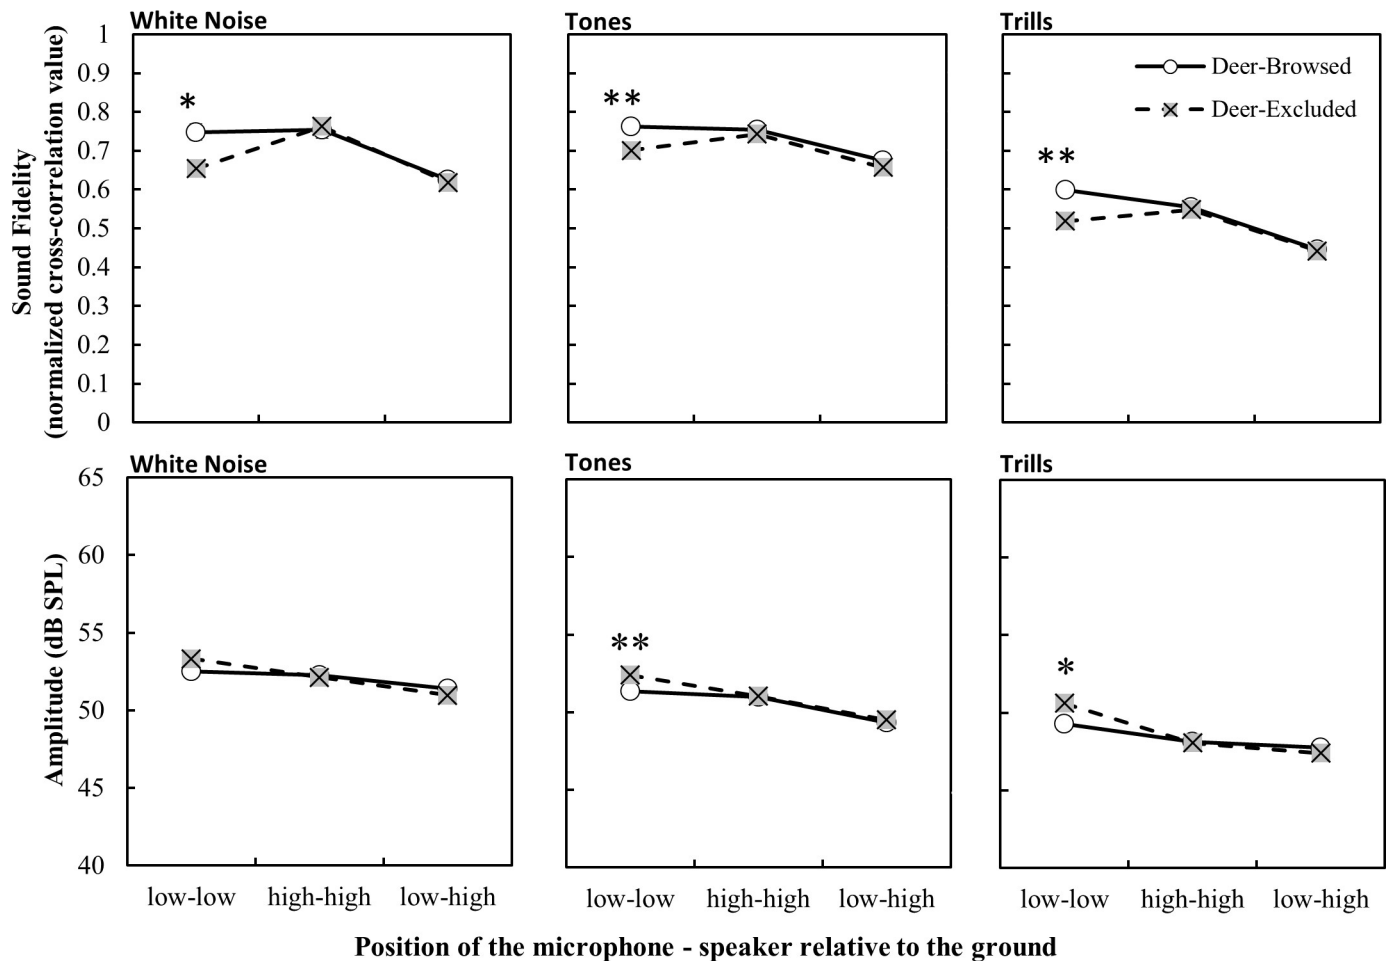 White Noise
Tones
Trills
Sound Fidelity
(normalized cross-correlation value)
1
0.9
0.8
0.7
0.6
0.5
0.4
0.3
0.2
0.1
0
*
**
**
Deer-Browsed
Deer-Excluded
White Noise
Tones
Trills
Amplitude (dB SPL)
65
60
55
50
45
40
**
*
low-low
high-high
low-high
low-low
high-high
low-high
low-low
high-high
low-high
Position of the microphone - speaker relative to the ground